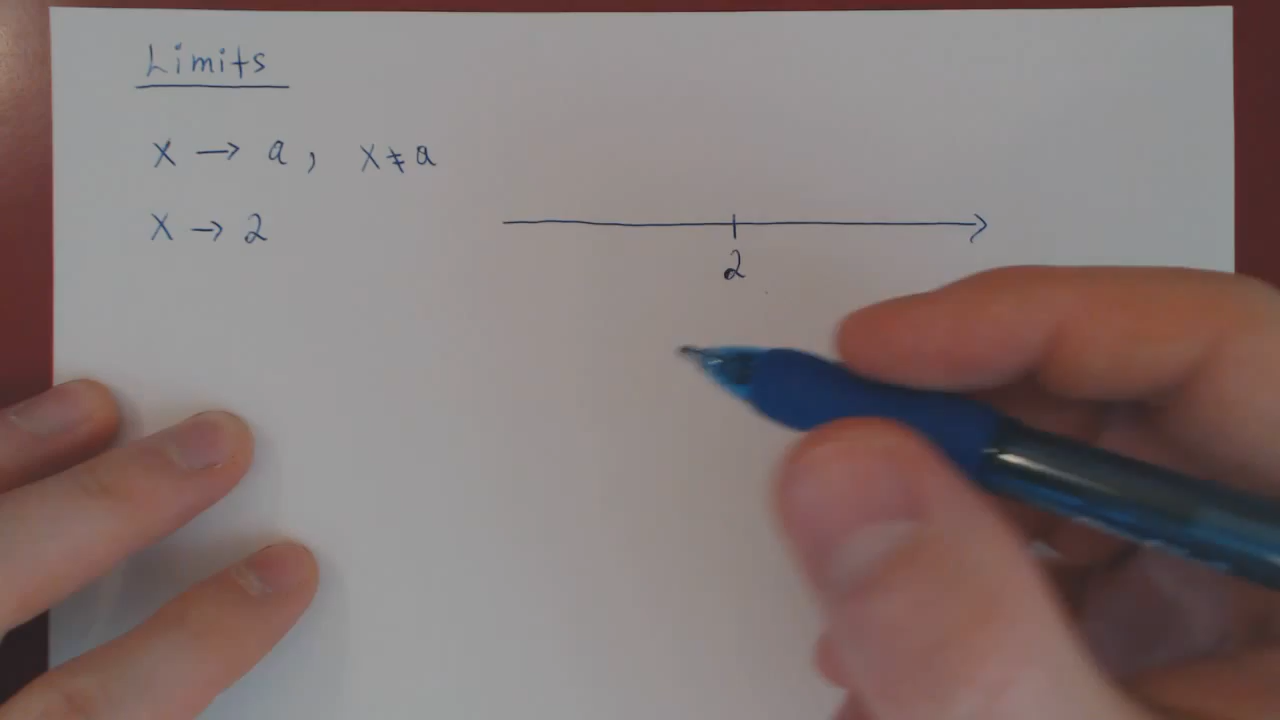 Limits
x → a, x ≠ a
x → 2
2